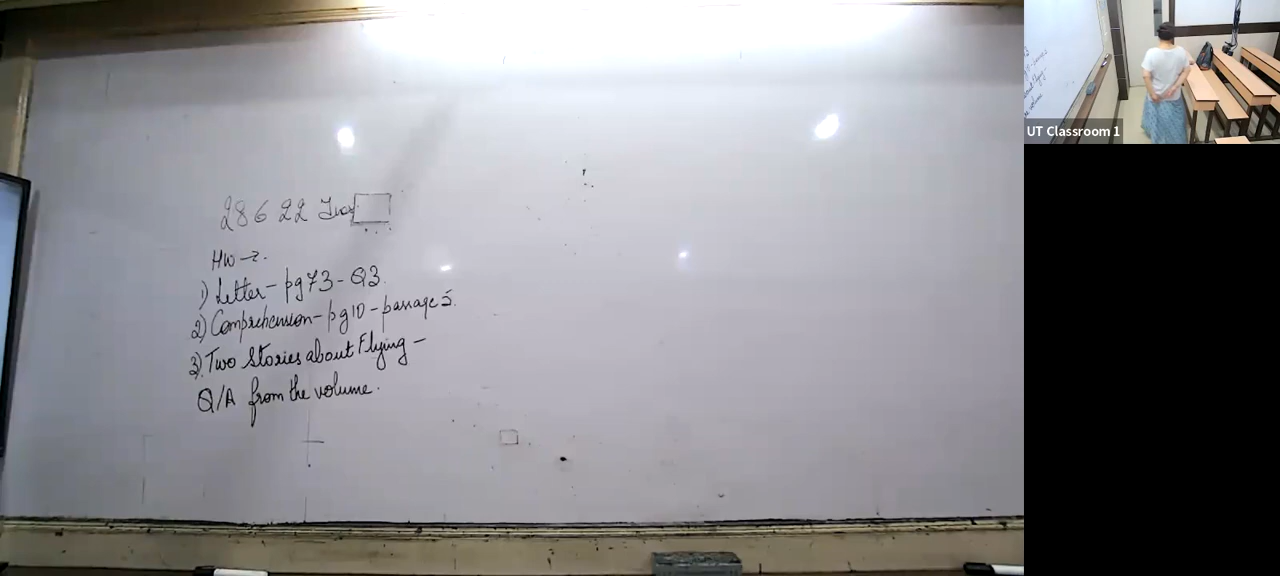 28 6 22 Tues
HW →.
1) Letter - pg 73 - Q3.
2) Comprehension - pg 10 - passage 5.
3) Two Stories about Flying -
Q/A from the volume.
UT Classroom 1